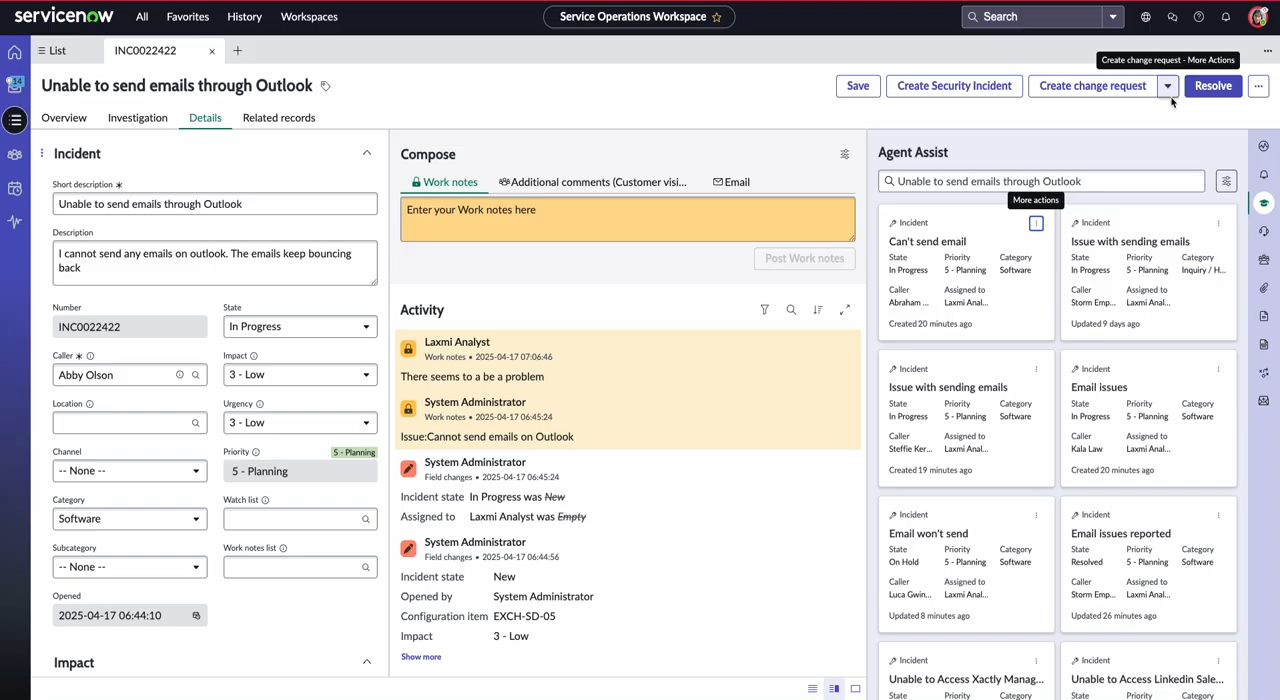 servicenow
All
Favorites
History
Workspaces
Service Operations Workspace
Search
List
INC0022422
Create change request - More Actions
Unable to send emails through Outlook
Save
Create Security Incident
Create change request
Resolve
Overview
Investigation
Details
Related records
14
Incident
Short description
Unable to send emails through Outlook
Description
I cannot send any emails on outlook. The emails keep bouncing
back
Number
INC0022422
State
In Progress
Caller
Abby Olson
Impact
3 - Low
Location
Urgency
3 - Low
Channel
-- None --
Priority
5 - Planning
5 - Planning
Category
Software
Watch list
Subcategory
-- None --
Work notes list
Opened
2025-04-17 06:44:10
Impact
Compose
Work notes
Additional comments (Customer visi...
Email
Enter your Work notes here
Post Work notes
Activity
Laxmi Analyst
Work notes • 2025-04-17 07:06:46
There seems to a be a problem
System Administrator
Work notes • 2025-04-17 06:45:24
Issue:Cannot send emails on Outlook
System Administrator
Field changes • 2025-04-17 06:45:24
Incident state In Progress was New
Assigned to Laxmi Analyst was Empty
System Administrator
Field changes • 2025-04-17 06:44:56
Incident state New
Opened by System Administrator
Configuration item EXCH-SD-05
Impact 3 - Low
Show more
Agent Assist
Unable to send emails through Outlook
More actions
Incident
Can't send email
State Priority Category
In Progress 5 - Planning Software
Caller Assigned to
Abraham ... Laxmi Anal...
Created 20 minutes ago
Incident
Issue with sending emails
State Priority Category
In Progress 5 - Planning Inquiry / H...
Caller Assigned to
Storm Emp... Laxmi Anal...
Updated 9 days ago
Incident
Issue with sending emails
State Priority Category
In Progress 5 - Planning Software
Caller Assigned to
Steffie Ker... Laxmi Anal...
Created 19 minutes ago
Incident
Email issues
State Priority Category
In Progress 5 - Planning Software
Caller Assigned to
Kala Law Laxmi Anal...
Created 20 minutes ago
Incident
Email won't send
State Priority Category
On Hold 5 - Planning Software
Caller Assigned to
Luca Gwin... Laxmi Anal...
Updated 8 minutes ago
Incident
Email issues reported
State Priority Category
Resolved 5 - Planning Software
Caller Assigned to
Storm Emp... Laxmi Anal...
Updated 26 minutes ago
Incident
Unable to Access Xactly Manag...
State Priority Category
Incident
Unable to Access Linkedin Sale...
State Priority Category